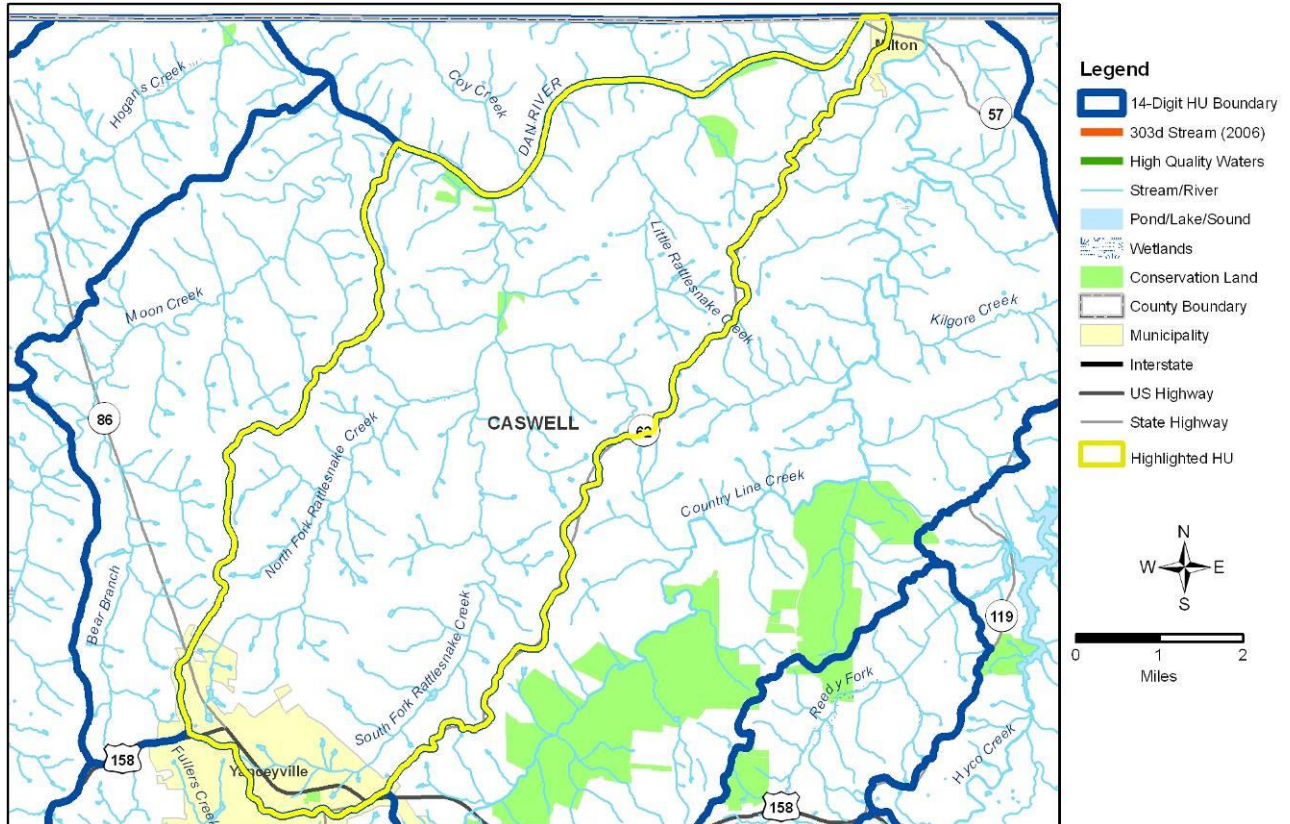 Hogans Creek
Coy Creek
DAN RIVER
Milton
57
Little Rattlesnake Creek
Moon Creek
Kilgore Creek
86
CASWELL
62
North Fork Rattlesnake Creek
Country Line Creek
Bear Branch
South Fork Rattlesnake Creek
119
Reedy Fork
158
Fullers Creek
Yanceyville
Hyco Creek
158
Legend
14-Digit HU Boundary
303d Stream (2006)
High Quality Waters
Stream/River
Pond/Lake/Sound
Wetlands
Conservation Land
County Boundary
Municipality
Interstate
US Highway
State Highway
Highlighted HU
N
W E
S
0 1 2
Miles